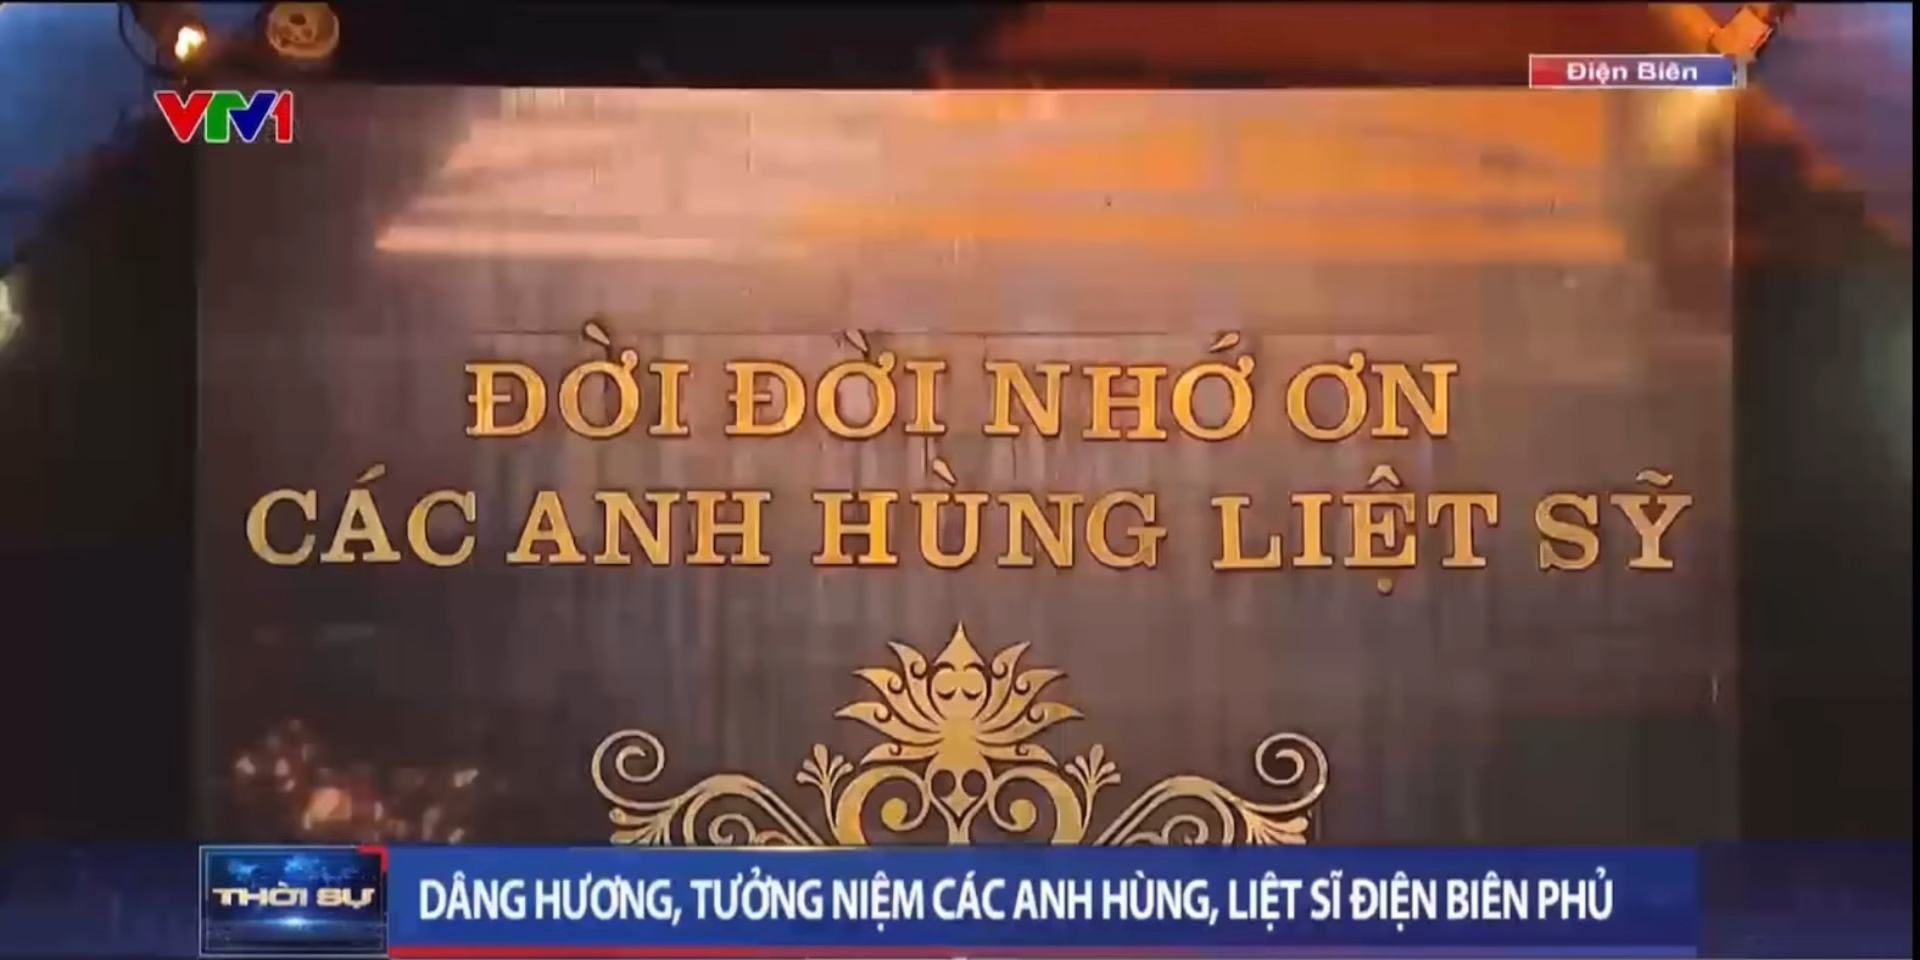 Điện Biên
VTV1
ĐỜI ĐỜI NHỚ ƠN
CÁC ANH HÙNG LIỆT SỸ
THỜI SỰ
DÂNG HƯƠNG, TƯỞNG NIỆM CÁC ANH HÙNG, LIỆT SĨ ĐIỆN BIÊN PHỦ